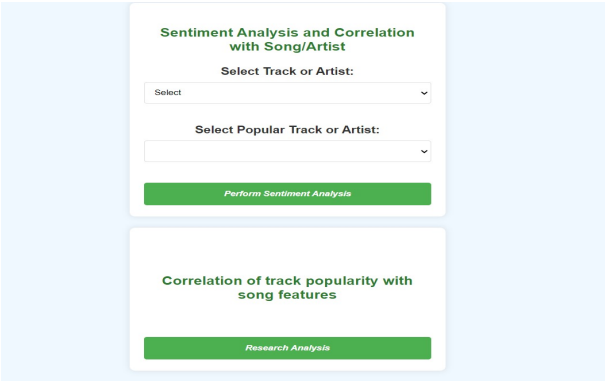 Sentiment Analysis and Correlation
with Song/Artist
Select Track or Artist:
Select
Select Popular Track or Artist:
Perform Sentiment Analysis
Correlation of track popularity with
song features
Research Analysis